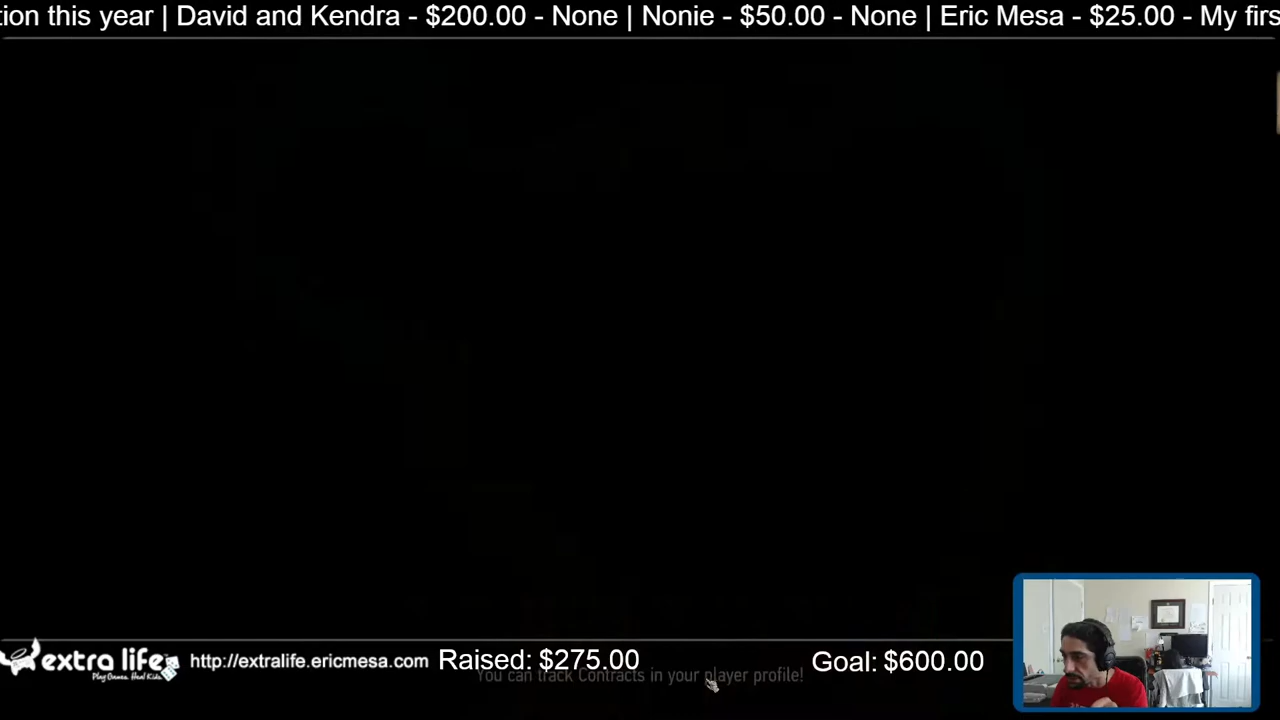 tion this year | David and Kendra - $200.00 - None | Nonie - $50.00 - None | Eric Mesa - $25.00 - My firs
extra life
Play Games. Heal Kids.
http://extralife.ericmesa.com
Raised: $275.00
You can track Contracts in your player profile!
Goal: $600.00